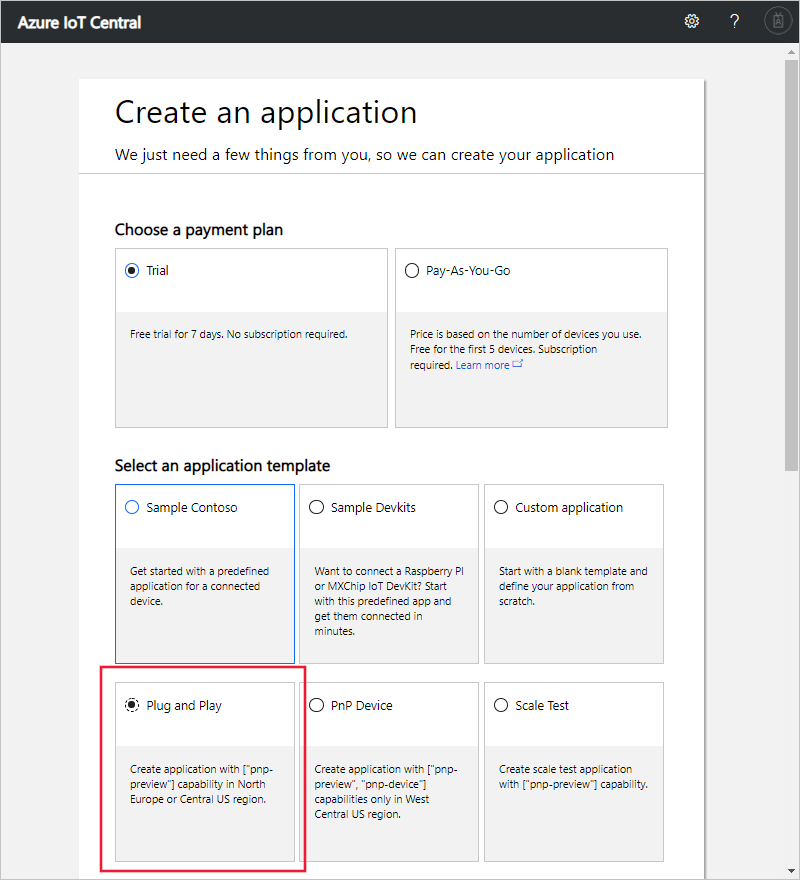 Azure IoT Central
?
Create an application
We just need a few things from you, so we can create your application
Choose a payment plan
Trial
Free trial for 7 days. No subscription required.
Pay-As-You-Go
Price is based on the number of devices you use.
Free for the first 5 devices. Subscription
required. Learn more
Select an application template
Sample Contoso
Get started with a predefined
application for a connected
device.
Sample Devkits
Want to connect a Raspberry PI
or MXChip IoT DevKit? Start
with this predefined app and
get them connected in
minutes.
Custom application
Start with a blank template and
define your application from
scratch.
Plug and Play
Create application with ["pnp-
preview"] capability in North
Europe or Central US region.
PnP Device
Create application with ["pnp-
preview", "pnp-device"]
capabilities only in West
Central US region.
Scale Test
Create scale test application
with ["pnp-preview"] capability.